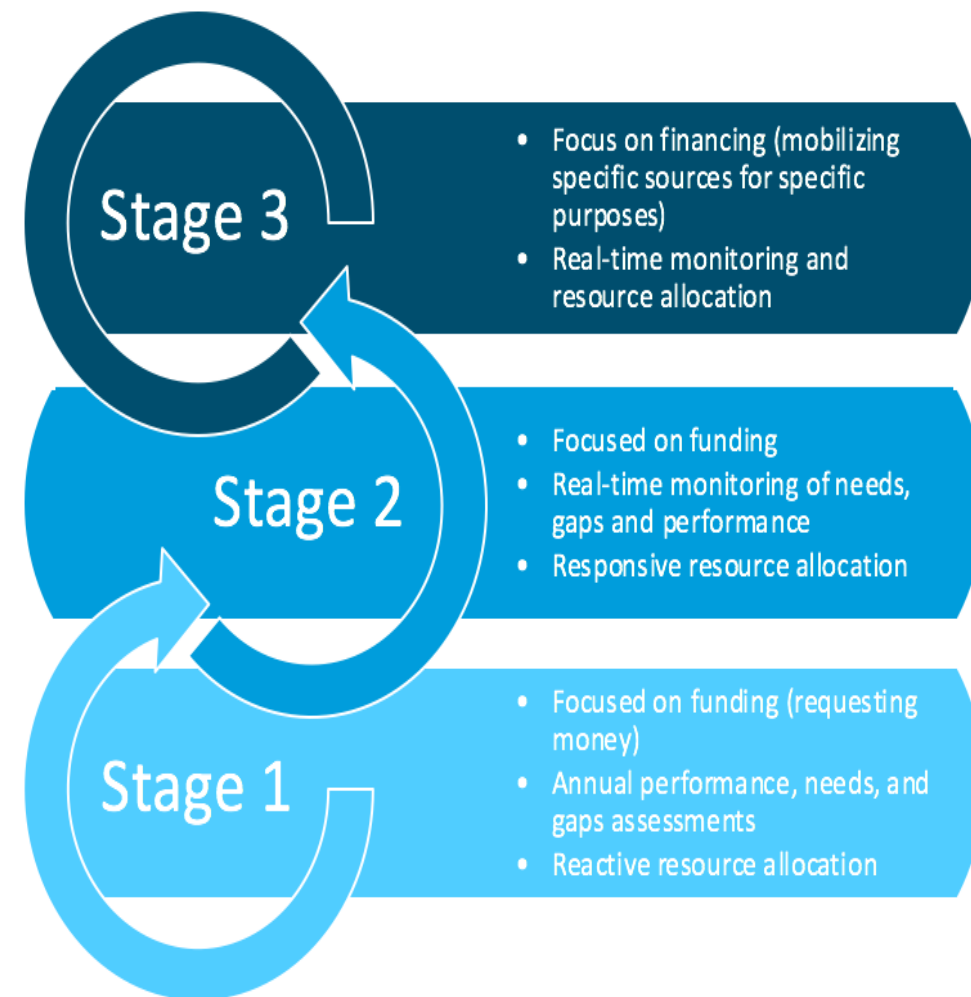 Stage 3
• Focus on financing (mobilizing
specific sources for specific
purposes)
• Real-time monitoring and
resource allocation
Stage 2
• Focused on funding
• Real-time monitoring of needs,
gaps and performance
• Responsive resource allocation
Stage 1
• Focused on funding (requesting
money)
• Annual performance, needs, and
gaps assessments
• Reactive resource allocation